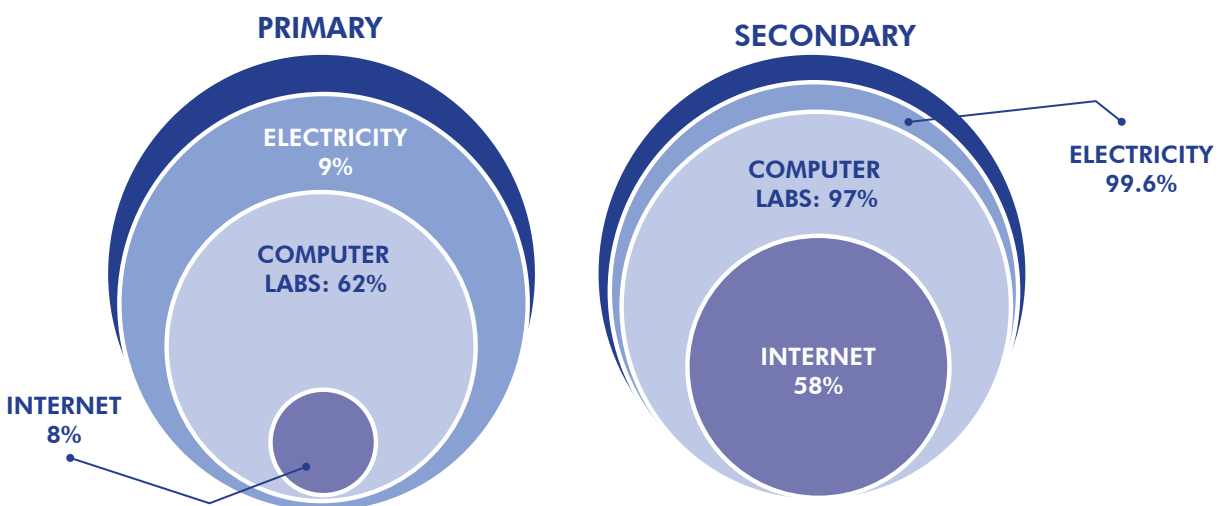 PRIMARY
ELECTRICITY
9%
COMPUTER
LABS: 62%
INTERNET
8%
SECONDARY
ELECTRICITY
99.6%
COMPUTER
LABS: 97%
INTERNET
58%